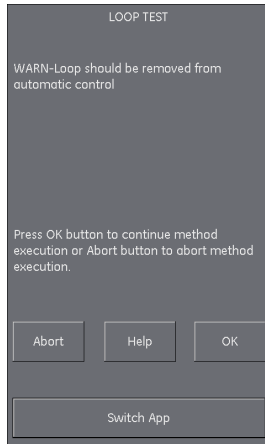 LOOP TEST
WARN-Loop should be removed from
automatic control
Press OK button to continue method
execution or Abort button to abort method
execution.
Abort Help OK
Switch App